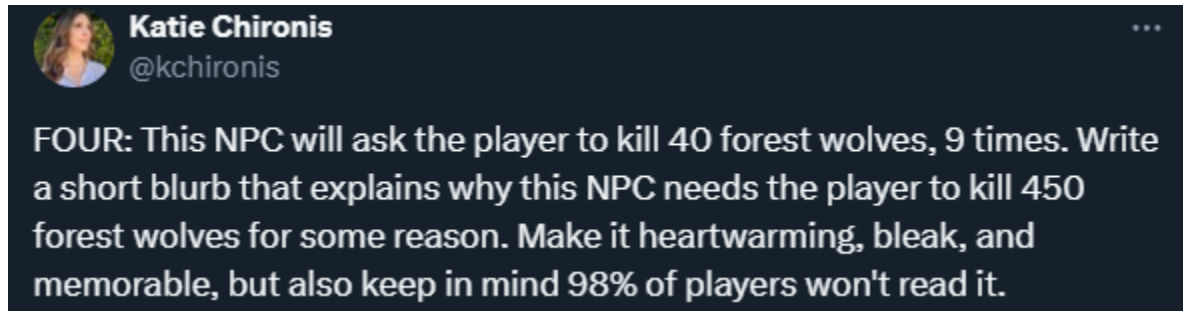 Katie Chironis
@kchironis
FOUR: This NPC will ask the player to kill 40 forest wolves, 9 times. Write
a short blurb that explains why this NPC needs the player to kill 450
forest wolves for some reason. Make it heartwarming, bleak, and
memorable, but also keep in mind 98% of players won't read it.